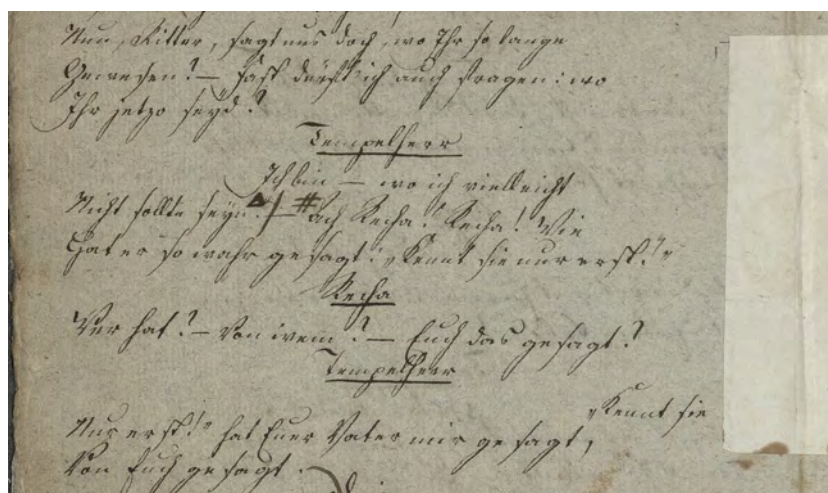 Nun, Ritter, sagt uns doch, wo Ihr so lange
Gewesen? — fast dürft' ich auch fragen: wo
Ihr jetzo seyd?
Tempelherr
Ich bin — wo ich vielleicht
Nicht sollte seyn. — # Ach Recha! Recha! Wie
Hat er so wahr gesagt: „Kennt sie nur erst!“
Recha
Wer hat? — Von wem? — Euch das gesagt?
Tempelherr
„Kennt sie
Nur erst!“ hat Euer Vater mir gesagt,
Von Euch gesagt.